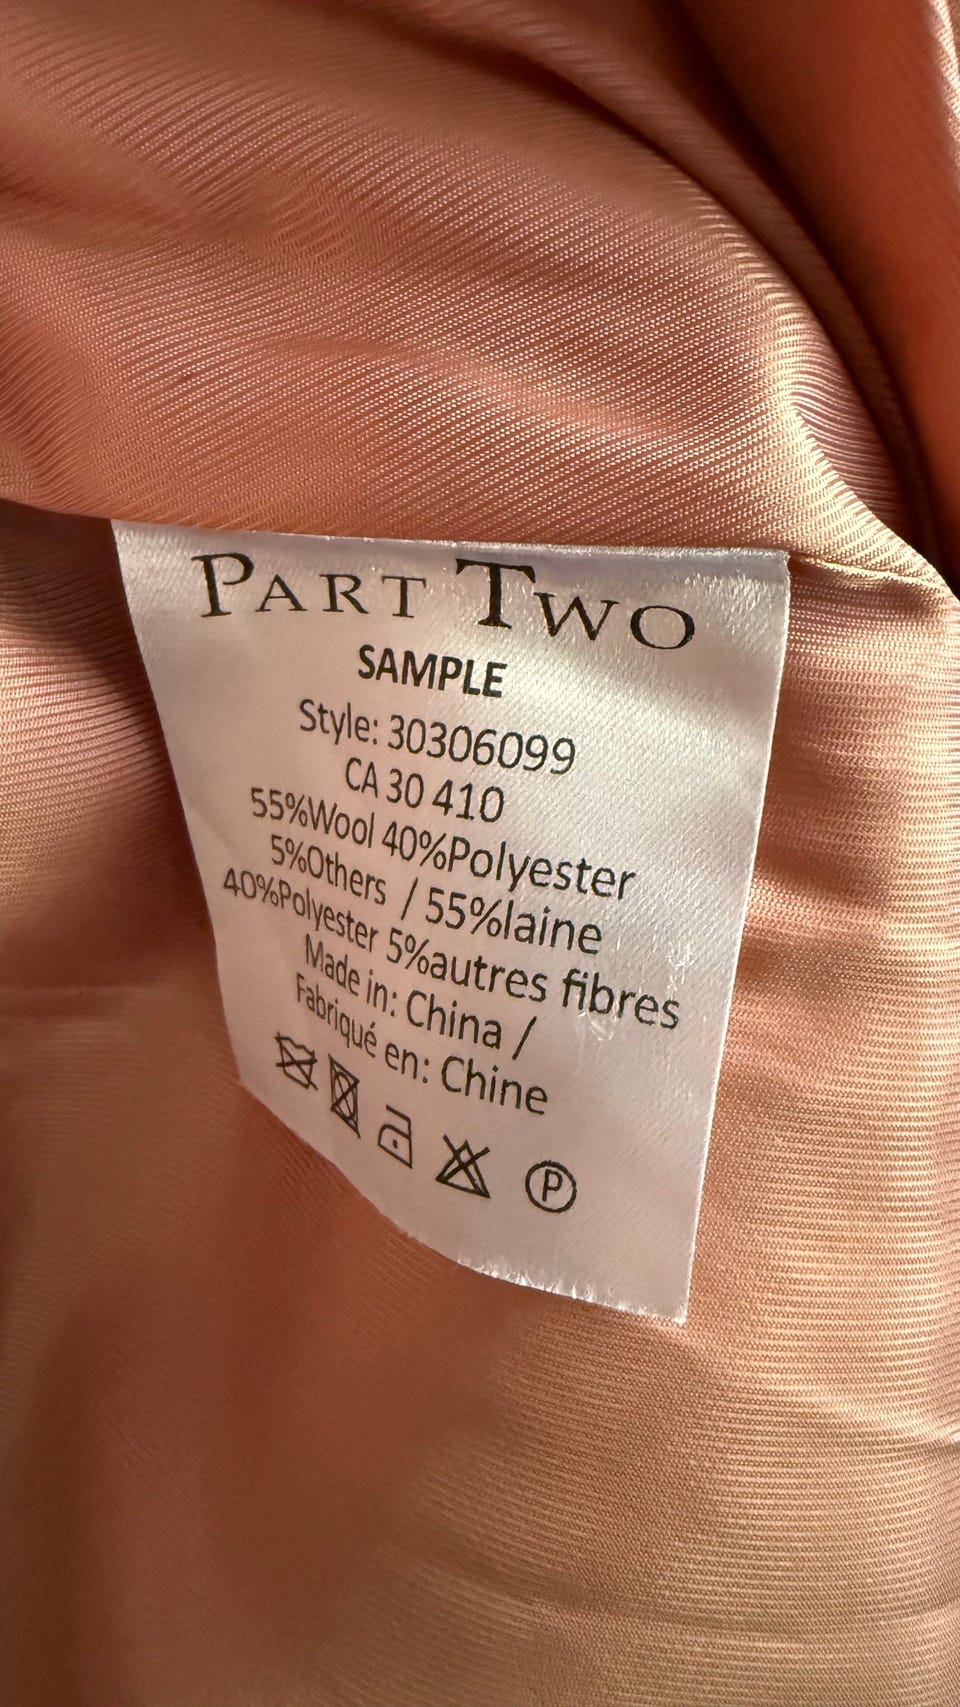 PART TWO
SAMPLE
Style: 30306099
CA 30 410
55%Wool 40%Polyester
5%Others / 55%laine
40%Polyester 5%autres fibres
Made in: China /
Fabriqué en: Chine
P